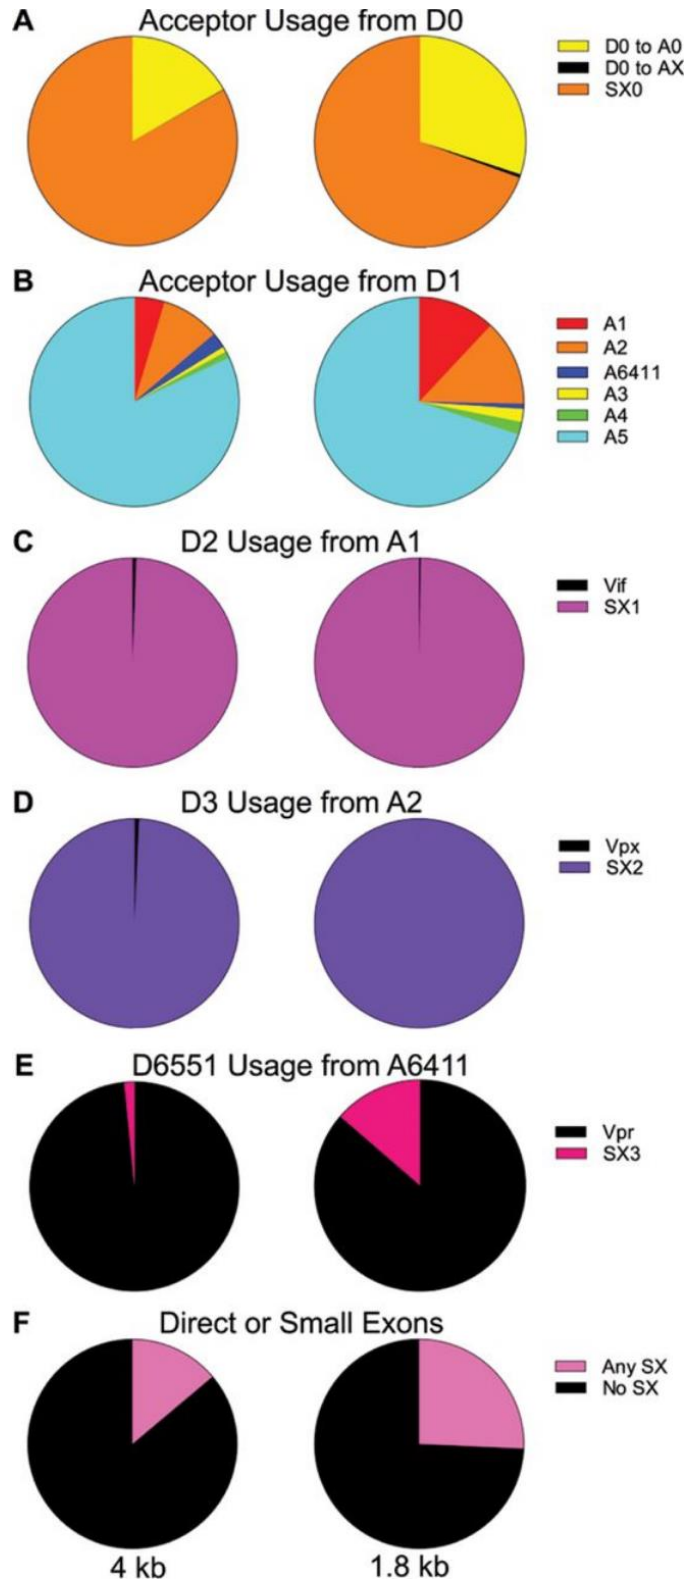 A Acceptor Usage from D0
D0 to A0
D0 to AX
SX0
B Acceptor Usage from D1
A1
A2
A6411
A3
A4
A5
C D2 Usage from A1
Vif
SX1
D D3 Usage from A2
Vpx
SX2
E D6551 Usage from A6411
Vpr
SX3
F Direct or Small Exons
Any SX
No SX
4 kb 1.8 kb